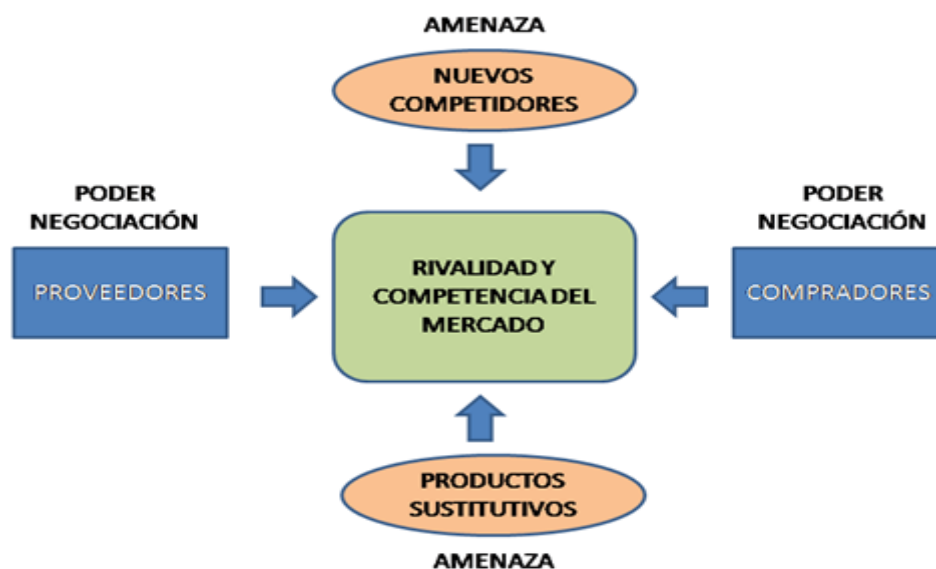 AMENAZA
NUEVOS
COMPETIDORES
PODER
NEGOCIACIÓN
PROVEEDORES
RIVALIDAD Y
COMPETENCIA DEL
MERCADO
PODER
NEGOCIACIÓN
COMPRADORES
PRODUCTOS
SUSTITUTIVOS
AMENAZA